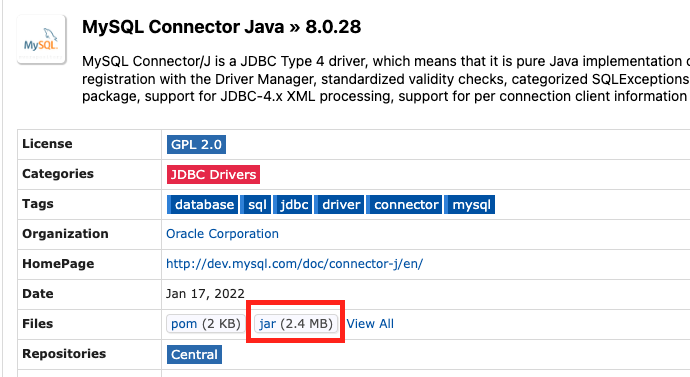 MySQL
MySQL Connector Java » 8.0.28
MySQL Connector/J is a JDBC Type 4 driver, which means that it is pure Java implementation
registration with the Driver Manager, standardized validity checks, categorized SQLExceptions
package, support for JDBC-4.x XML processing, support for per connection client information
License GPL 2.0
Categories JDBC Drivers
Tags database sql jdbc driver connector mysql
Organization Oracle Corporation
HomePage http://dev.mysql.com/doc/connector-j/en/
Date Jan 17, 2022
Files pom (2 KB) jar (2.4 MB) View All
Repositories Central